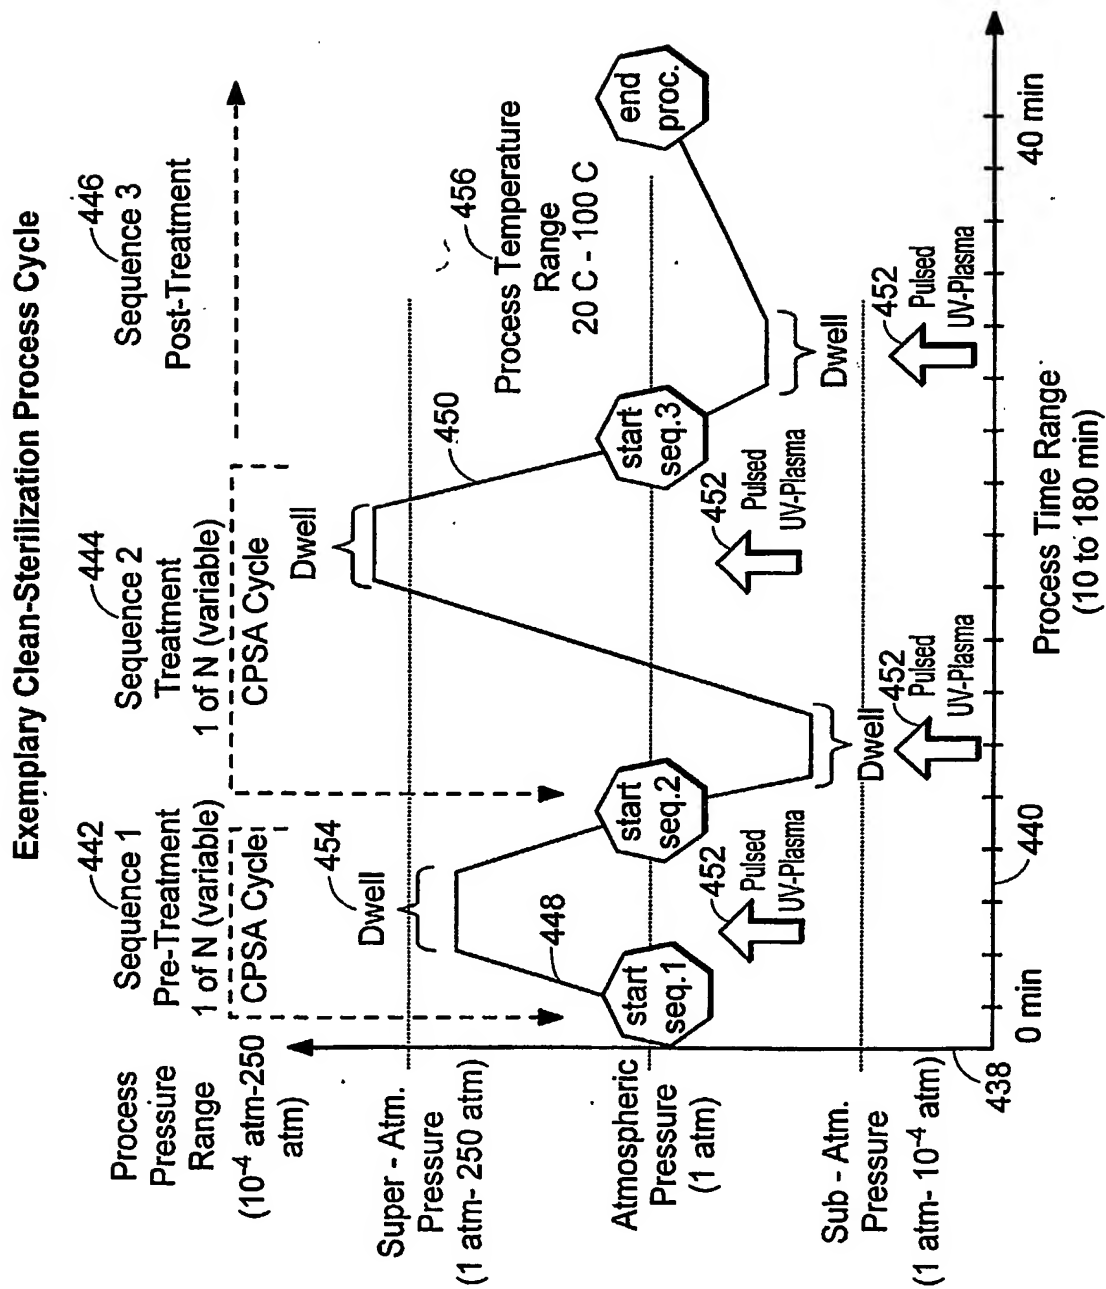 Exemplary Clean-Sterilization Process Cycle
442
Sequence 1
Pre-Treatment
1 of N (variable)
CPSA Cycle
444
Sequence 2
Treatment
1 of N (variable)
CPSA Cycle
446
Sequence 3
Post-Treatment
Process
Pressure
Range
(10⁻⁴ atm-250
atm)
Super - Atm.
Pressure
(1 atm- 250 atm)
Atmospheric
Pressure
(1 atm)
Sub - Atm.
Pressure
(1 atm- 10⁻⁴ atm)
438
454
Dwell
448
start
seq.1
452
Pulsed
UV-Plasma
start
seq.2
Dwell
452
Pulsed
UV-Plasma
Dwell
450
452
Pulsed
UV-Plasma
start
seq.3
Dwell
452
Pulsed
UV-Plasma
456
Process Temperature
Range
20 C - 100 C
end
proc.
0 min
440
Process Time Range
(10 to 180 min)
40 min